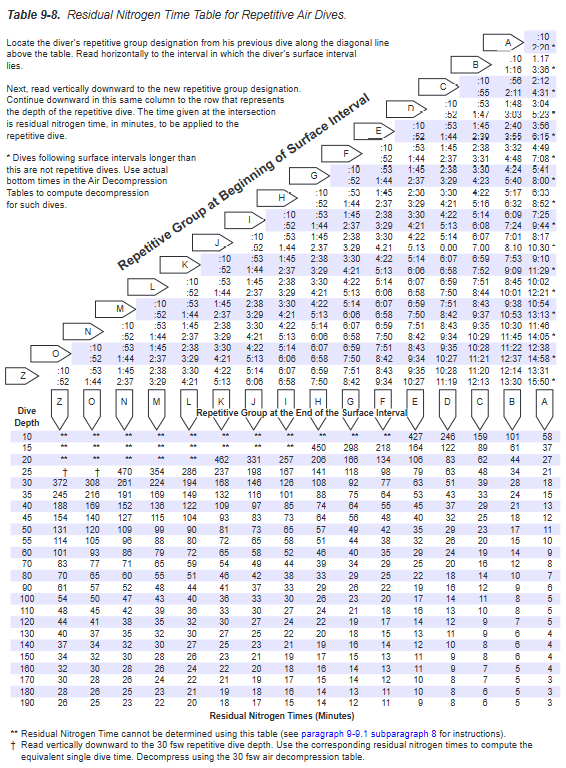 Table 9-8. Residual Nitrogen Time Table for Repetitive Air Dives.
Locate the diver's repetitive group designation from his previous dive along the diagonal line
above the table. Read horizontally to the interval in which the diver's surface interval
lies.
Next, read vertically downward to the new repetitive group designation.
Continue downward in this same column to the row that represents
the depth of the repetitive dive. The time given at the intersection
is residual nitrogen time, in minutes, to be applied to the
repetitive dive.
* Dives following surface intervals longer than
this are not repetitive dives. Use actual
bottom times in the Air Decompression
Tables to compute decompression
for such dives.
Repetitive Group at Beginning of Surface Interval
A :10
2:20 *
B .10 1.17
1:16 3:36 *
C :10 :56 2:12
:55 2:11 4:31 *
D :10 :53 1:48 3:04
:52 1:47 3:03 5:23 *
E :10 :53 1:45 2:40 3:56
:52 1:44 2:39 3:55 6:15 *
F :10 :53 1:45 2:38 3:32 4:49
:52 1:44 2:37 3:31 4:48 7:08 *
G :10 :53 1:45 2:38 3:30 4:24 5:41
:52 1:44 2:37 3:29 4:23 5:40 8:00 *
H :10 :53 1:45 2:30 3:30 4:22 5:17 6:33
:52 1:44 2:37 3:29 4:21 5:16 6:32 8:52 *
I :10 :53 1:45 2:38 3:30 4:22 5:14 6:09 7:25
:52 1:44 2:37 3:29 4:21 5:13 6:08 7:24 9:44 *
J :10 :53 1:45 2:38 3:30 4:22 5:14 6:07 7:01 8:17
.52 1.44 2.37 3.29 4.21 5.13 0.00 7.00 8.10 10.30 *
K :10 :53 1:45 2:38 3:30 4:22 5:14 6:07 6:59 7:53 9:10
:52 1:44 2:37 3:29 4:21 5:13 6:06 6:58 7:52 9:09 11:29 *
L :10 :53 1:45 2:38 3:30 4:22 5:14 6:07 6:59 7:51 8:45 10:02
:52 1:44 2:37 3:29 4:21 5:13 6:06 6:58 7:50 8:44 10:01 12:21 *
M :10 :53 1:45 2:38 3:30 4:22 5:14 6:07 6:59 7:51 8:43 9:38 10:54
:52 1:44 2:37 3:29 4:21 5:13 6:06 6:58 7:50 8:42 9:37 10:53 13:13 *
N :10 :53 1:45 2:38 3:30 4:22 5:14 6:07 6:59 7:51 8:43 9:35 10:30 11:46
:52 1:44 2:37 3:29 4:21 5:13 6:06 6:58 7:50 8:42 9:34 10:29 11:45 14:05 *
O :10 :53 1:45 2:38 3:30 4:22 5:14 6:07 6:59 7:51 8:43 9:35 10:28 11:22 12:38
:52 1:44 2:37 3:29 4:21 5:13 6:06 6:58 7:50 8:42 9:34 10:27 11:21 12:37 14:58 *
Z :10 :53 1:45 2:38 3:30 4:22 5:14 6:07 6:59 7:51 8:43 9:35 10:28 11:20 12:14 13:31
:52 1:44 2:37 3:29 4:21 5:13 6:06 6:58 7:50 8:42 9:34 10:27 11:19 12:13 13:30 15:50 *
Z O N M L K J I H G F E D C B A
Repetitive Group at the End of the Surface Interval
Dive
Depth
10 ** ** ** ** ** ** ** ** ** ** ** 427 246 159 101 58
15 ** ** ** ** ** ** ** ** 450 298 218 164 122 89 61 37
20 ** ** ** ** ** 462 331 257 206 166 134 106 83 62 44 27
25 † † 470 354 286 237 198 167 141 118 98 79 63 48 34 21
30 372 308 261 224 194 168 146 126 108 92 77 63 51 39 28 18
35 245 216 191 169 149 132 116 101 88 75 64 53 43 33 24 15
40 188 169 152 136 122 109 97 85 74 64 55 45 37 29 21 13
45 154 140 127 115 104 93 83 73 64 56 48 40 32 25 18 12
50 131 120 109 99 90 81 73 65 57 49 42 35 29 23 17 11
55 114 105 96 88 80 72 65 58 51 44 38 32 26 20 15 10
60 101 93 86 79 72 65 58 52 46 40 35 29 24 19 14 9
70 83 77 71 65 59 54 49 44 39 34 29 25 20 16 12 8
80 70 65 60 55 51 46 42 38 33 29 25 22 18 14 10 7
90 61 57 52 48 44 41 37 33 29 26 22 19 16 12 9 6
100 54 50 47 43 40 36 33 30 26 23 20 17 14 11 8 5
110 48 45 42 39 36 33 30 27 24 21 18 16 13 10 8 5
120 44 41 38 35 32 30 27 24 22 19 17 14 12 9 7 5
130 40 37 35 32 30 27 25 22 20 18 15 13 11 9 6 4
140 37 34 32 30 27 25 23 21 19 16 14 12 10 8 6 4
150 34 32 30 28 26 23 21 19 17 15 13 11 9 8 6 4
160 32 30 28 26 24 22 20 18 16 14 13 11 9 7 5 4
170 30 28 26 24 22 21 19 17 15 14 12 10 8 7 5 3
180 28 26 25 23 21 19 18 16 14 13 11 10 8 6 5 3
190 26 25 23 22 20 18 17 15 14 12 11 9 8 6 5 3
Residual Nitrogen Times (Minutes)
** Residual Nitrogen Time cannot be determined using this table (see paragraph 9-9.1 subparagraph 8 for instructions).
† Read vertically downward to the 30 fsw repetitive dive depth. Use the corresponding residual nitrogen times to compute the
equivalent single dive time. Decompress using the 30 fsw air decompression table.